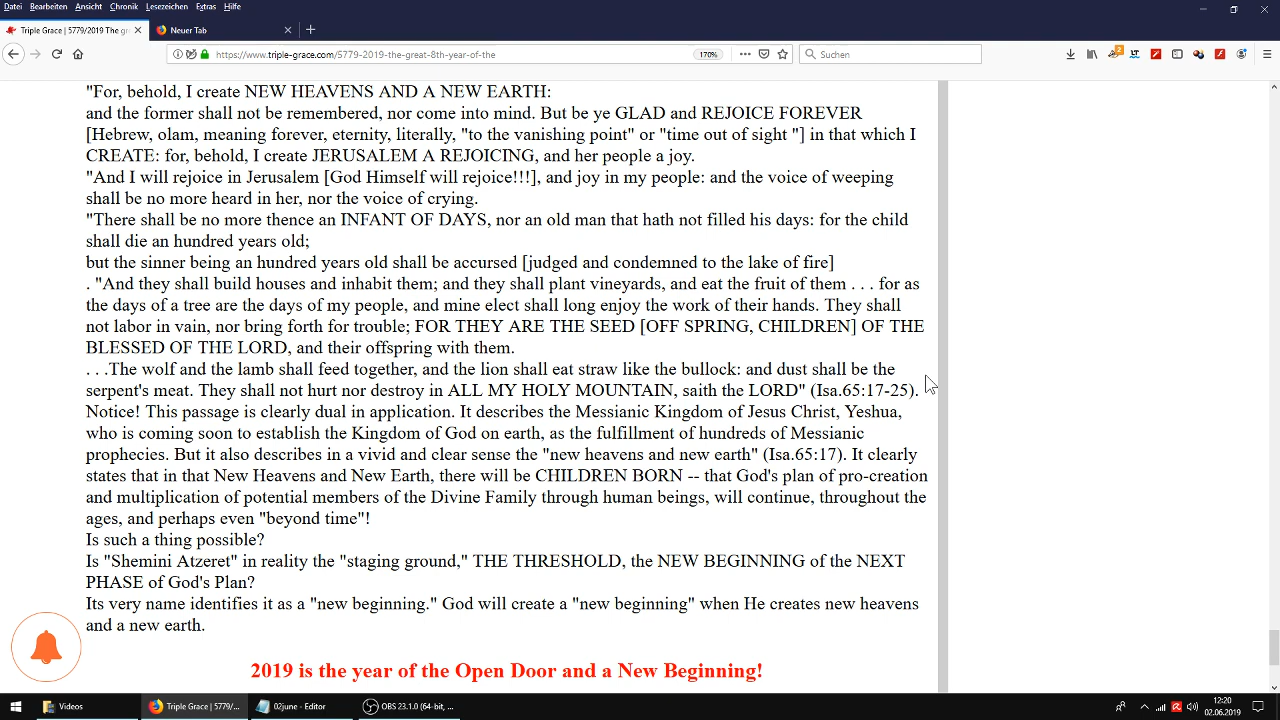 Datei Bearbeiten Ansicht Chronik Lesezeichen Extras Hilfe
Triple Grace | 5779/2019 The gr
Neuer Tab
https://www.triple-grace.com/5779-2019-the-great-8th-year-of-the
170%
Suchen
2
"For, behold, I create NEW HEAVENS AND A NEW EARTH:
and the former shall not be remembered, nor come into mind. But be ye GLAD and REJOICE FOREVER
[Hebrew, olam, meaning forever, eternity, literally, "to the vanishing point" or "time out of sight "] in that which I
CREATE: for, behold, I create JERUSALEM A REJOICING, and her people a joy.
"And I will rejoice in Jerusalem [God Himself will rejoice!!!], and joy in my people: and the voice of weeping
shall be no more heard in her, nor the voice of crying.
"There shall be no more thence an INFANT OF DAYS, nor an old man that hath not filled his days: for the child
shall die an hundred years old;
but the sinner being an hundred years old shall be accursed [judged and condemned to the lake of fire]
. "And they shall build houses and inhabit them; and they shall plant vineyards, and eat the fruit of them . . . for as
the days of a tree are the days of my people, and mine elect shall long enjoy the work of their hands. They shall
not labor in vain, nor bring forth for trouble; FOR THEY ARE THE SEED [OFF SPRING, CHILDREN] OF THE
BLESSED OF THE LORD, and their offspring with them.
. . .The wolf and the lamb shall feed together, and the lion shall eat straw like the bullock: and dust shall be the
serpent's meat. They shall not hurt nor destroy in ALL MY HOLY MOUNTAIN, saith the LORD" (Isa.65:17-25).
Notice! This passage is clearly dual in application. It describes the Messianic Kingdom of Jesus Christ, Yeshua,
who is coming soon to establish the Kingdom of God on earth, as the fulfillment of hundreds of Messianic
prophecies. But it also describes in a vivid and clear sense the "new heavens and new earth" (Isa.65:17). It clearly
states that in that New Heavens and New Earth, there will be CHILDREN BORN -- that God's plan of pro-creation
and multiplication of potential members of the Divine Family through human beings, will continue, throughout the
ages, and perhaps even "beyond time"!
Is such a thing possible?
Is "Shemini Atzeret" in reality the "staging ground," THE THRESHOLD, the NEW BEGINNING of the NEXT
PHASE of God's Plan?
Its very name identifies it as a "new beginning." God will create a "new beginning" when He creates new heavens
and a new earth.
2019 is the year of the Open Door and a New Beginning!
Videos
Triple Grace | 5779/...
02june - Editor
OBS 23.1.0 (64-bit, ...
12:20
02.06.2019